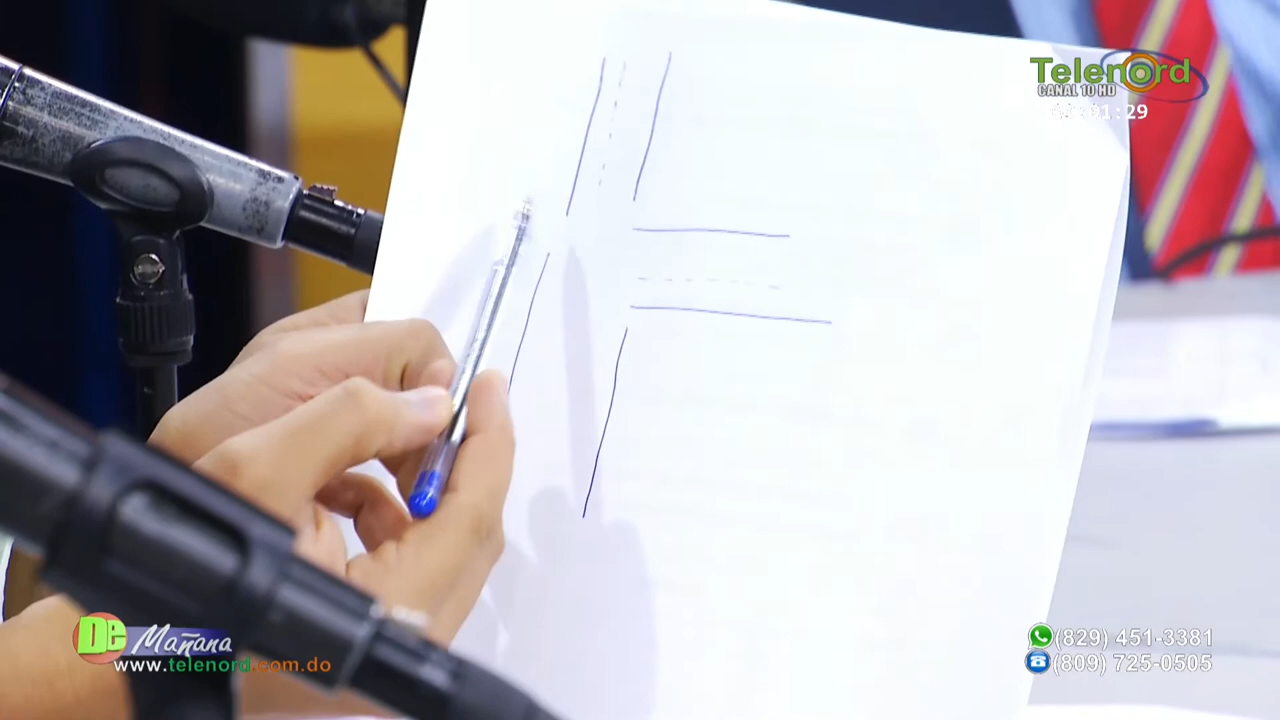 Telenord
CANAL 10 HD
De Mañana
www.telenord.com.do
(829) 451-3381
(809) 725-0505